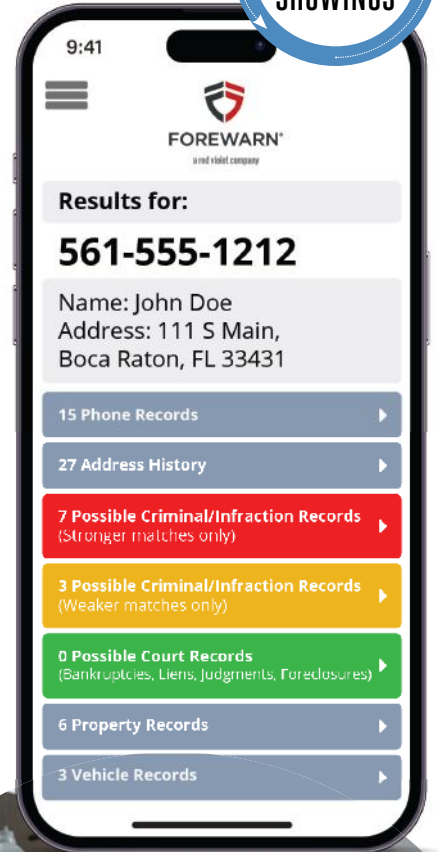 SHOWINGS
9:41
FOREWARN®
a red violet company
Results for:
561-555-1212
Name: John Doe
Address: 111 S Main,
Boca Raton, FL 33431
15 Phone Records
27 Address History
7 Possible Criminal/Infraction Records
(Stronger matches only)
3 Possible Criminal/Infraction Records
(Weaker matches only)
0 Possible Court Records
(Bankruptcies, Liens, Judgments, Foreclosures)
6 Property Records
3 Vehicle Records